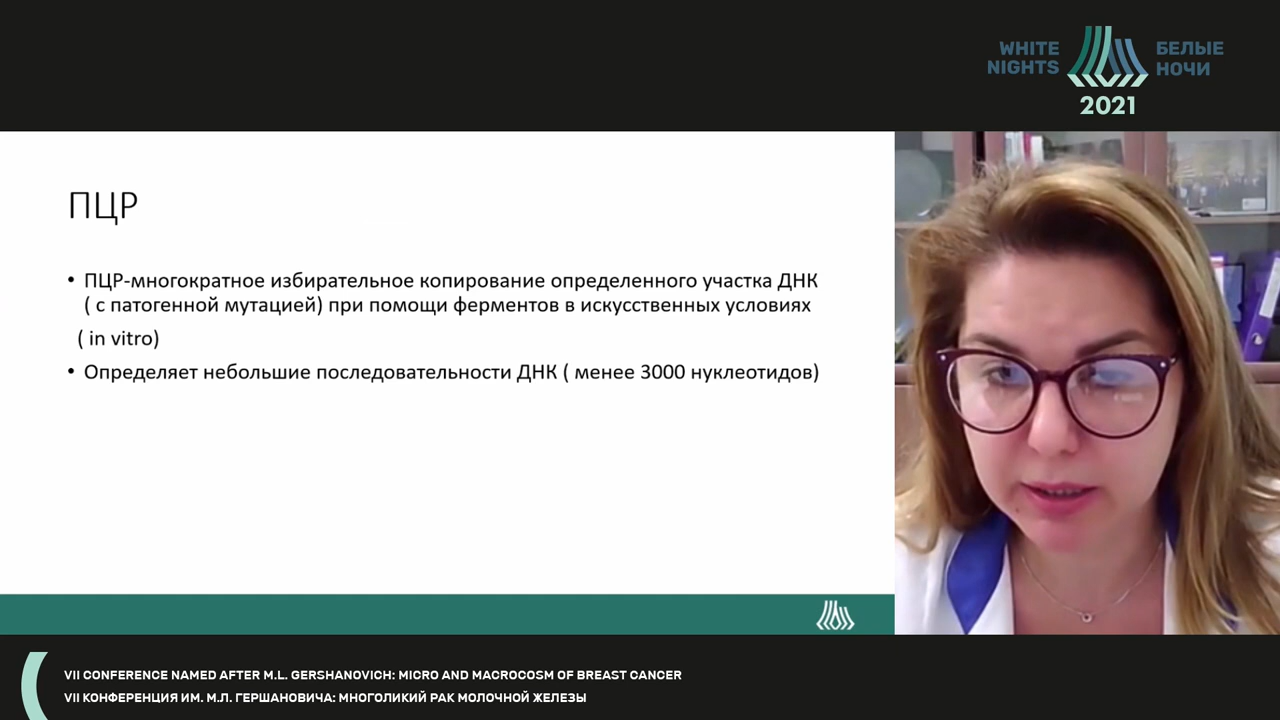 WHITE
NIGHTS
БЕЛЫЕ
НОЧИ
2021
ПЦР
• ПЦР-многократное избирательное копирование определенного участка ДНК
( с патогенной мутацией) при помощи ферментов в искусственных условиях
( in vitro)
• Определяет небольшие последовательности ДНК ( менее 3000 нуклеотидов)
VII CONFERENCE NAMED AFTER M.L. GERSHANOVICH: MICRO AND MACROCOSM OF BREAST CANCER
VII КОНФЕРЕНЦИЯ ИМ. М.Л. ГЕРШАНОВИЧА: МНОГОЛИКИЙ РАК МОЛОЧНОЙ ЖЕЛЕЗЫ